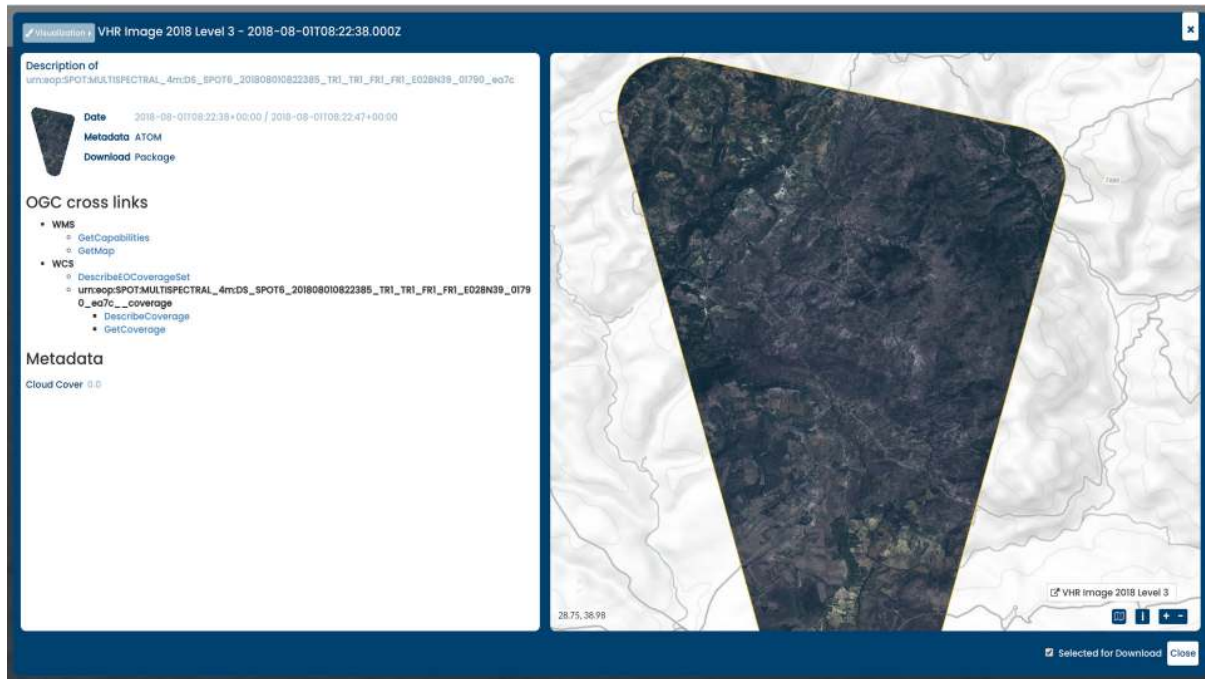 Visualization VHR Image 2018 Level 3 - 2018-08-01T08:22:38.000Z
×
Description of
urn:eop:SPOT:MULTISPECTRAL_4m:DS_SPOT6_201808010822385_TR1_TR1_FR1_FR1_E028N39_01790_ea7c
Date 2018-08-01T08:22:38+00:00 / 2018-08-01T08:22:47+00:00
Metadata ATOM
Download Package
OGC cross links
WMS
GetCapabilities
GetMap
WCS
DescribeEOCoverageSet
urn:eop:SPOT:MULTISPECTRAL_4m:DS_SPOT6_201808010822385_TR1_TR1_FR1_FR1_E028N39_0179
0_ea7c__coverage
DescribeCoverage
GetCoverage
Metadata
Cloud Cover 0.0
VHR Image 2018 Level 3
28.75, 38.98
+ -
Selected for Download Close